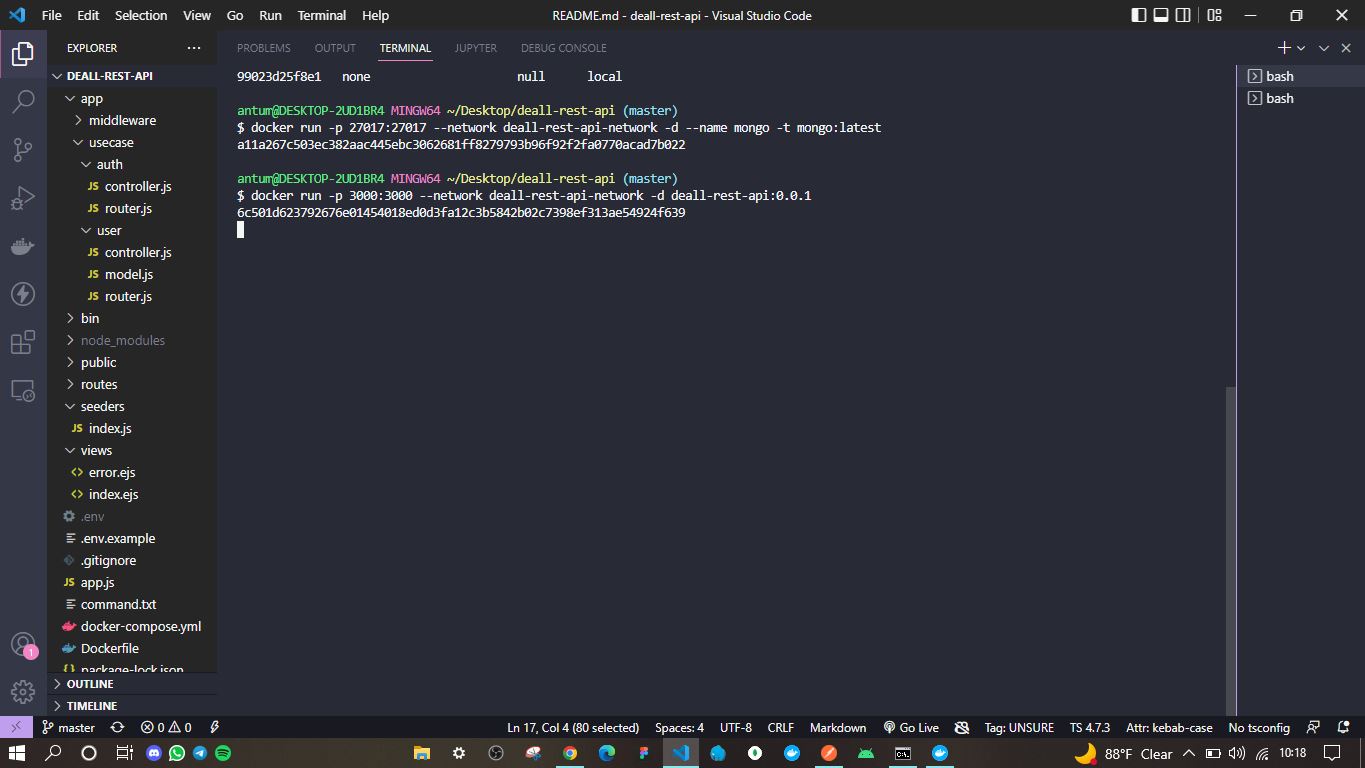 File Edit Selection View Go Run Terminal Help README.md - deall-rest-api - Visual Studio Code
EXPLORER
DEALL-REST-API
app
middleware
usecase
auth
JS controller.js
JS router.js
user
JS controller.js
JS model.js
JS router.js
bin
node_modules
public
routes
seeders
JS index.js
views
<> error.ejs
<> index.ejs
.env
.env.example
.gitignore
JS app.js
command.txt
docker-compose.yml
Dockerfile
{} package-lock.json
OUTLINE
TIMELINE
PROBLEMS OUTPUT TERMINAL JUPYTER DEBUG CONSOLE
99023d25f8e1 none null local
antum@DESKTOP-2UD1BR4 MINGW64 ~/Desktop/deall-rest-api (master)
$ docker run -p 27017:27017 --network deall-rest-api-network -d --name mongo -t mongo:latest
a11a267c503ec382aac445ebc3062681ff8279793b96f92f2fa0770acad7b022
antum@DESKTOP-2UD1BR4 MINGW64 ~/Desktop/deall-rest-api (master)
$ docker run -p 3000:3000 --network deall-rest-api-network -d deall-rest-api:0.0.1
6c501d623792676e01454018ed0d3fa12c3b5842b02c7398ef313ae54924f639
bash
bash
1
master 0 0 Ln 17, Col 4 (80 selected) Spaces: 4 UTF-8 CRLF Markdown Go Live Tag: UNSURE TS 4.7.3 Attr: kebab-case No tsconfig
88°F Clear 10:18